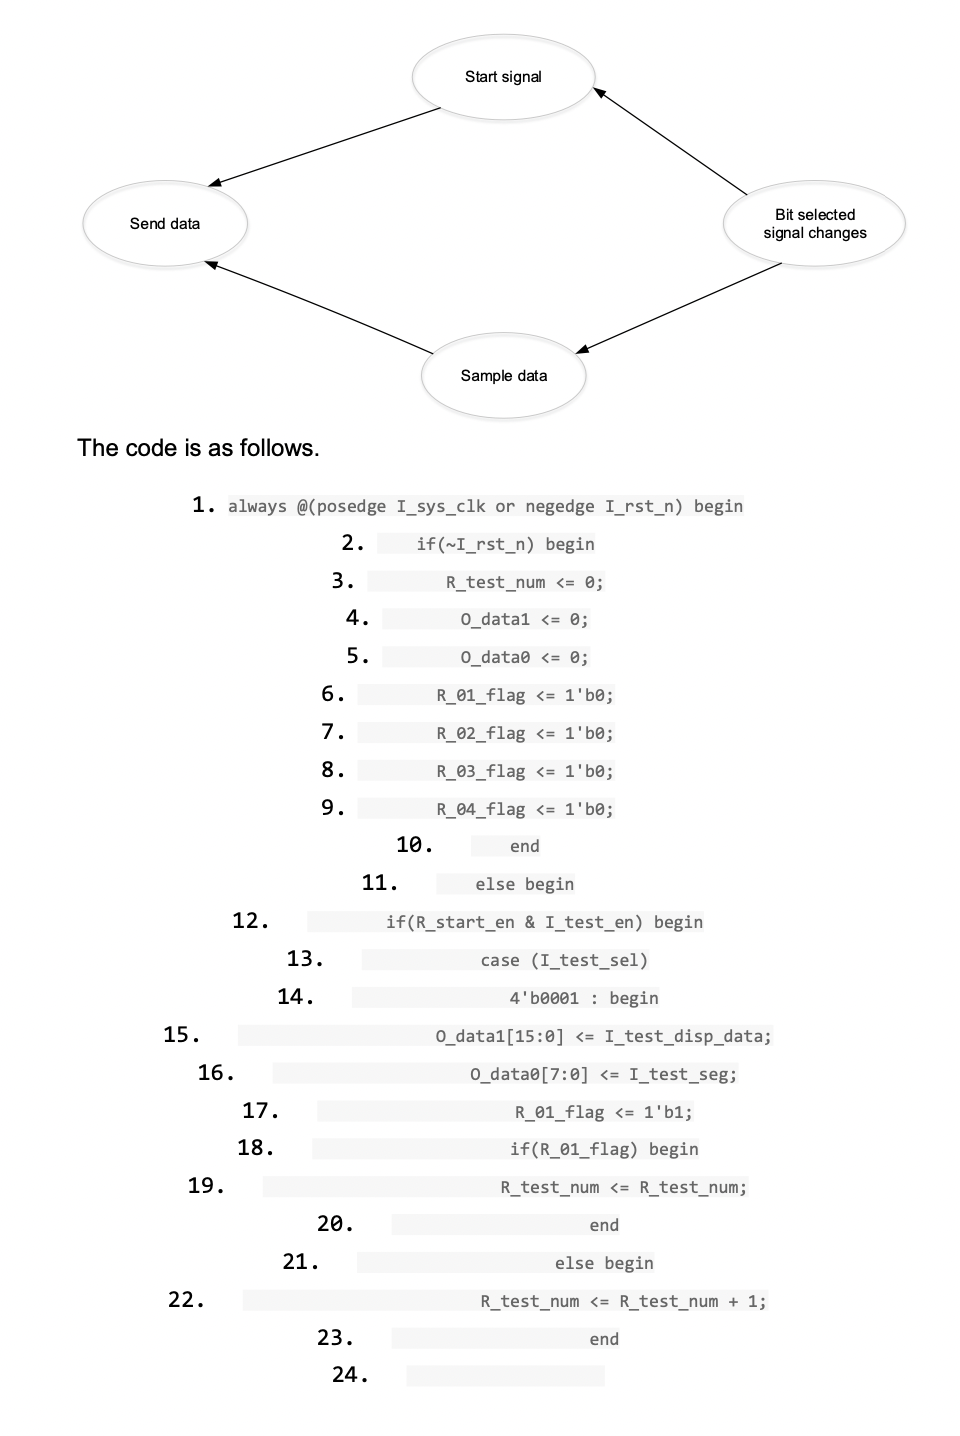 Start signal
Send data
Bit selected
signal changes
Sample data
The code is as follows.
1. always @(posedge I_sys_clk or negedge I_rst_n) begin
2.     if(~I_rst_n) begin
3.         R_test_num <= 0;
4.         O_data1 <= 0;
5.         O_data0 <= 0;
6.         R_01_flag <= 1'b0;
7.         R_02_flag <= 1'b0;
8.         R_03_flag <= 1'b0;
9.         R_04_flag <= 1'b0;
10.     end
11.     else begin
12.         if(R_start_en & I_test_en) begin
13.             case (I_test_sel)
14.                 4'b0001 : begin
15.                     O_data1[15:0] <= I_test_disp_data;
16.                     O_data0[7:0] <= I_test_seg;
17.                     R_01_flag <= 1'b1;
18.                     if(R_01_flag) begin
19.                         R_test_num <= R_test_num;
20.                     end
21.                     else begin
22.                         R_test_num <= R_test_num + 1;
23.                     end
24.